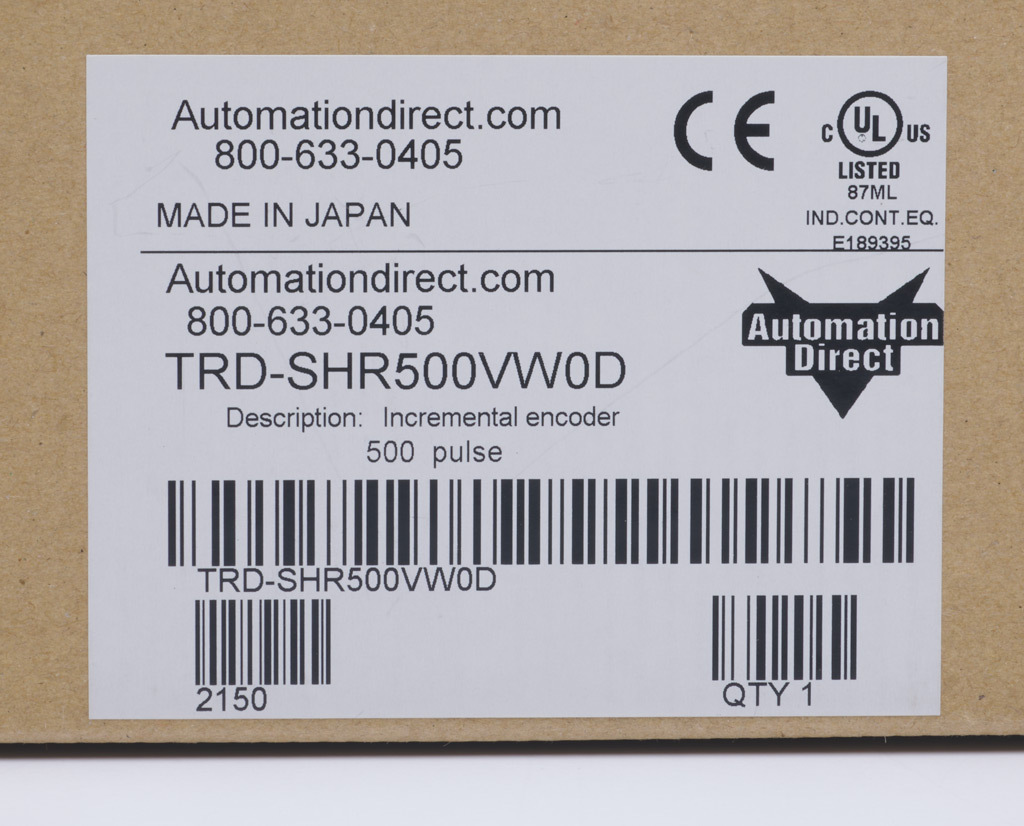 Automationdirect.com
800-633-0405
MADE IN JAPAN
CE
C UL US
LISTED
87ML
IND.CONT.EQ.
E189395
Automationdirect.com
800-633-0405
TRD-SHR500VW0D
Description: Incremental encoder
500 pulse
Automation
Direct
TRD-SHR500VW0D
2150
QTY 1